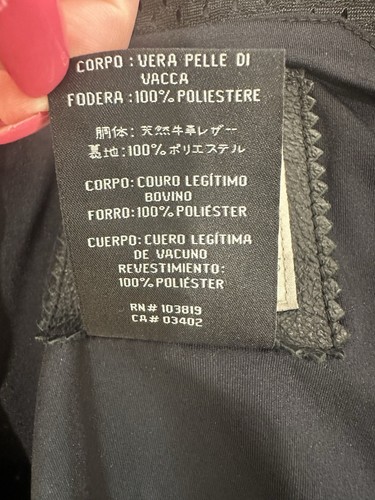 CORPO : VERA PELLE DI
VACCA
FODERA :100% POLIESTERE
胴体: 天然牛革レザー
裏地:100%ポリエステル
CORPO: COURO LEGÍTIMO
BOVINO
FORRO:100% POLIÉSTER
CUERPO: CUERO LEGÍTIMA
DE VACUNO
REVESTIMIENTO:
100% POLIÉSTER
RN# 103819
CA# 03402